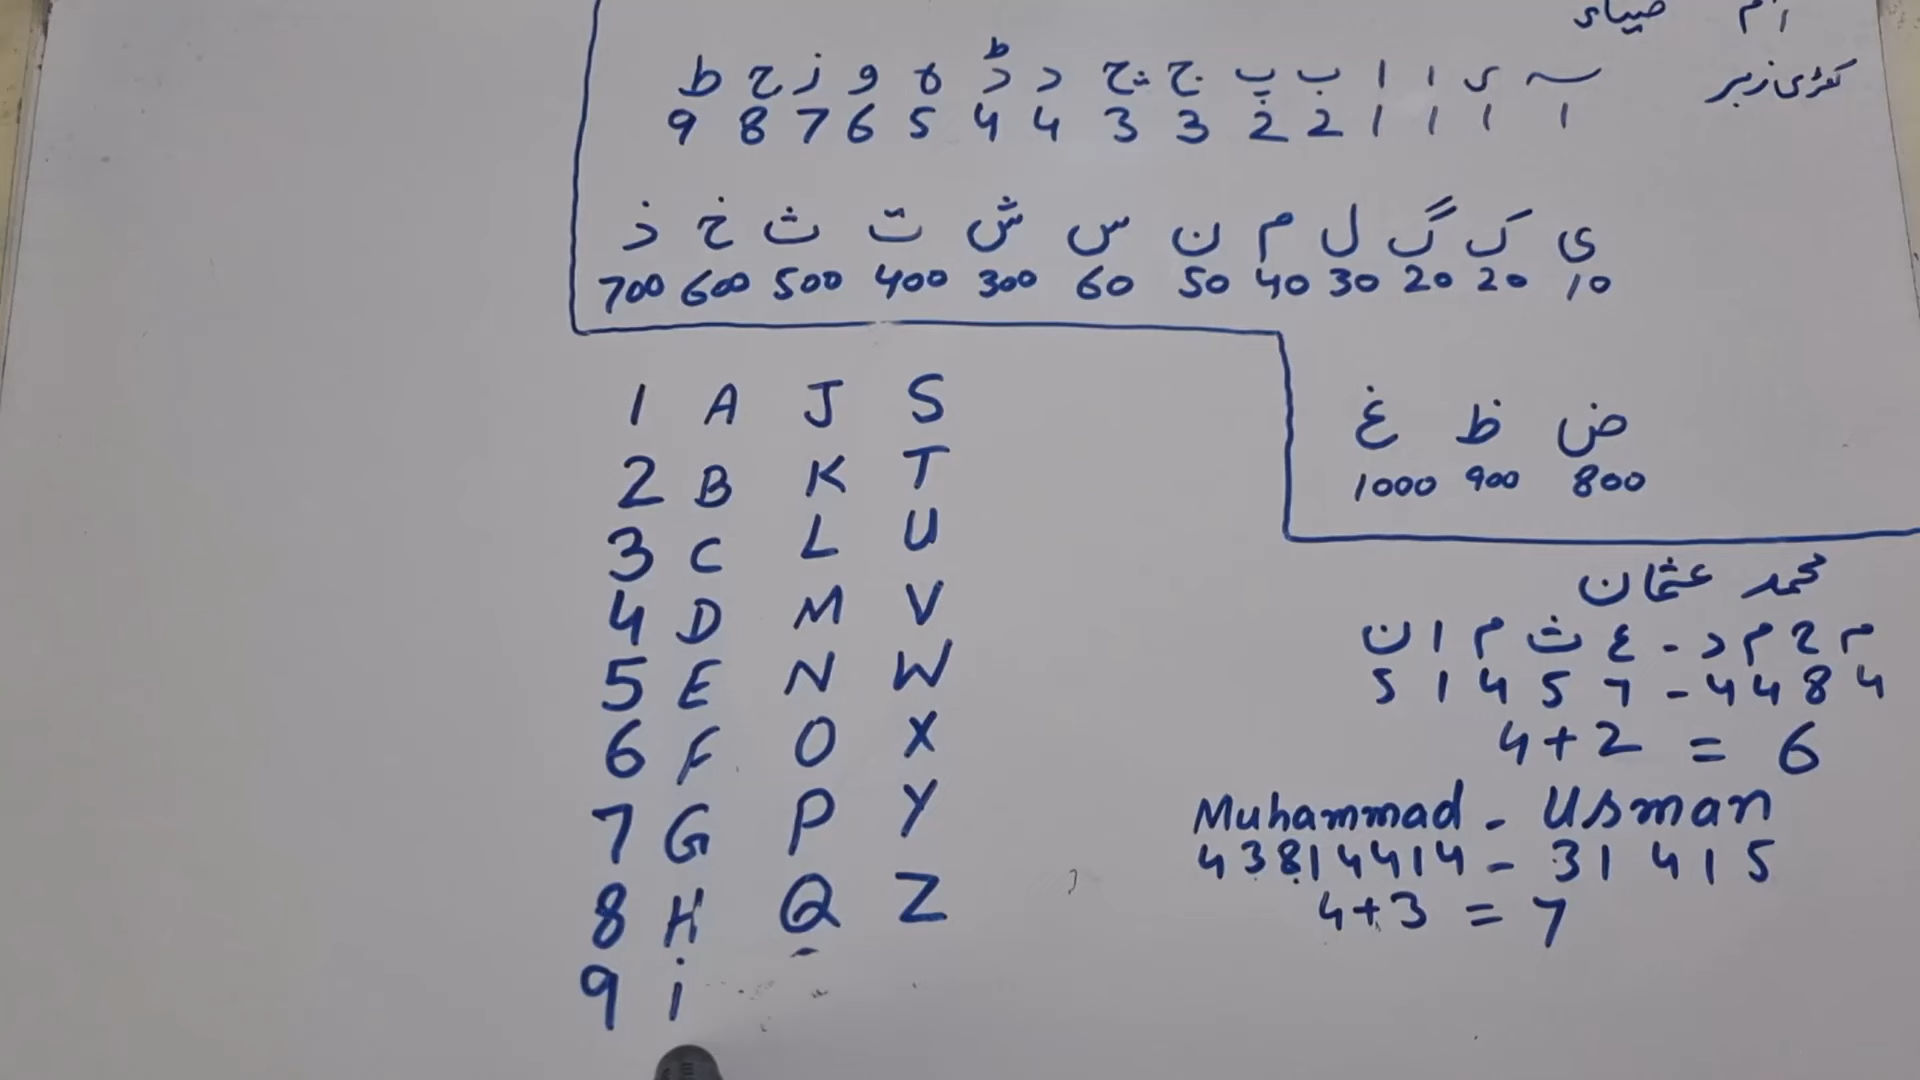 ام ضیاء
کھڑی زبر ی ا ا ب پ ج چ د ڈ ہ و ز ح ط
9 8 7 6 5 4 4 3 3 2 2 1 1 1 1
ی ک گ ل م ن س ش ت ث خ ذ
700 600 500 400 300 60 50 40 30 20 20 10
ض ظ غ
1000 900 800
1 A J S
2 B K T
3 C L U
4 D M V
5 E N W
6 F O X
7 G P Y
8 H Q Z
9 i
محمد عثمان
م ح م د - ع ث م ا ن
5 1 4 5 7 - 4 4 8 4
4+2 = 6
Muhammad - Usman
43814414 - 31415
4+3 = 7